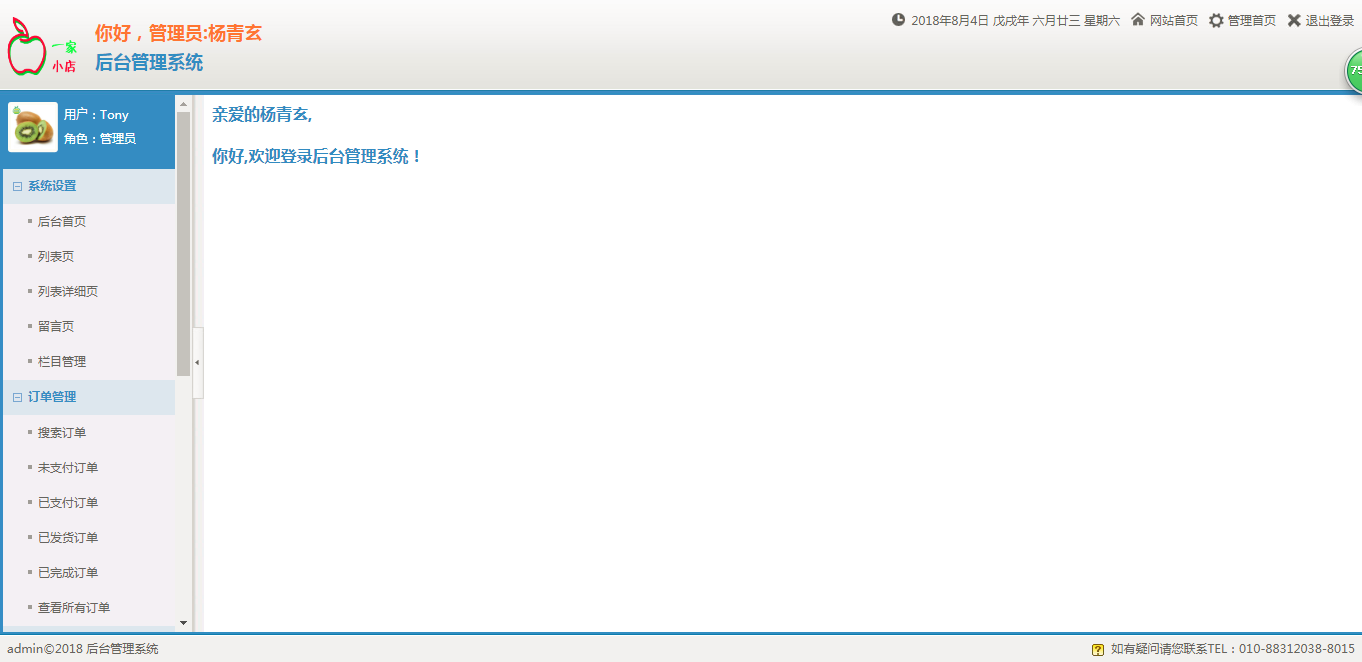 一家
小店
你好，管理员:杨青玄
后台管理系统
2018年8月4日 戊戌年 六月廿三 星期六 网站首页 管理首页 退出登录
75
用户：Tony
角色：管理员
系统设置
后台首页
列表页
列表详细页
留言页
栏目管理
订单管理
搜索订单
未支付订单
已支付订单
已发货订单
已完成订单
查看所有订单
亲爱的杨青玄,
你好,欢迎登录后台管理系统！
admin©2018 后台管理系统
如有疑问请您联系TEL：010-88312038-8015